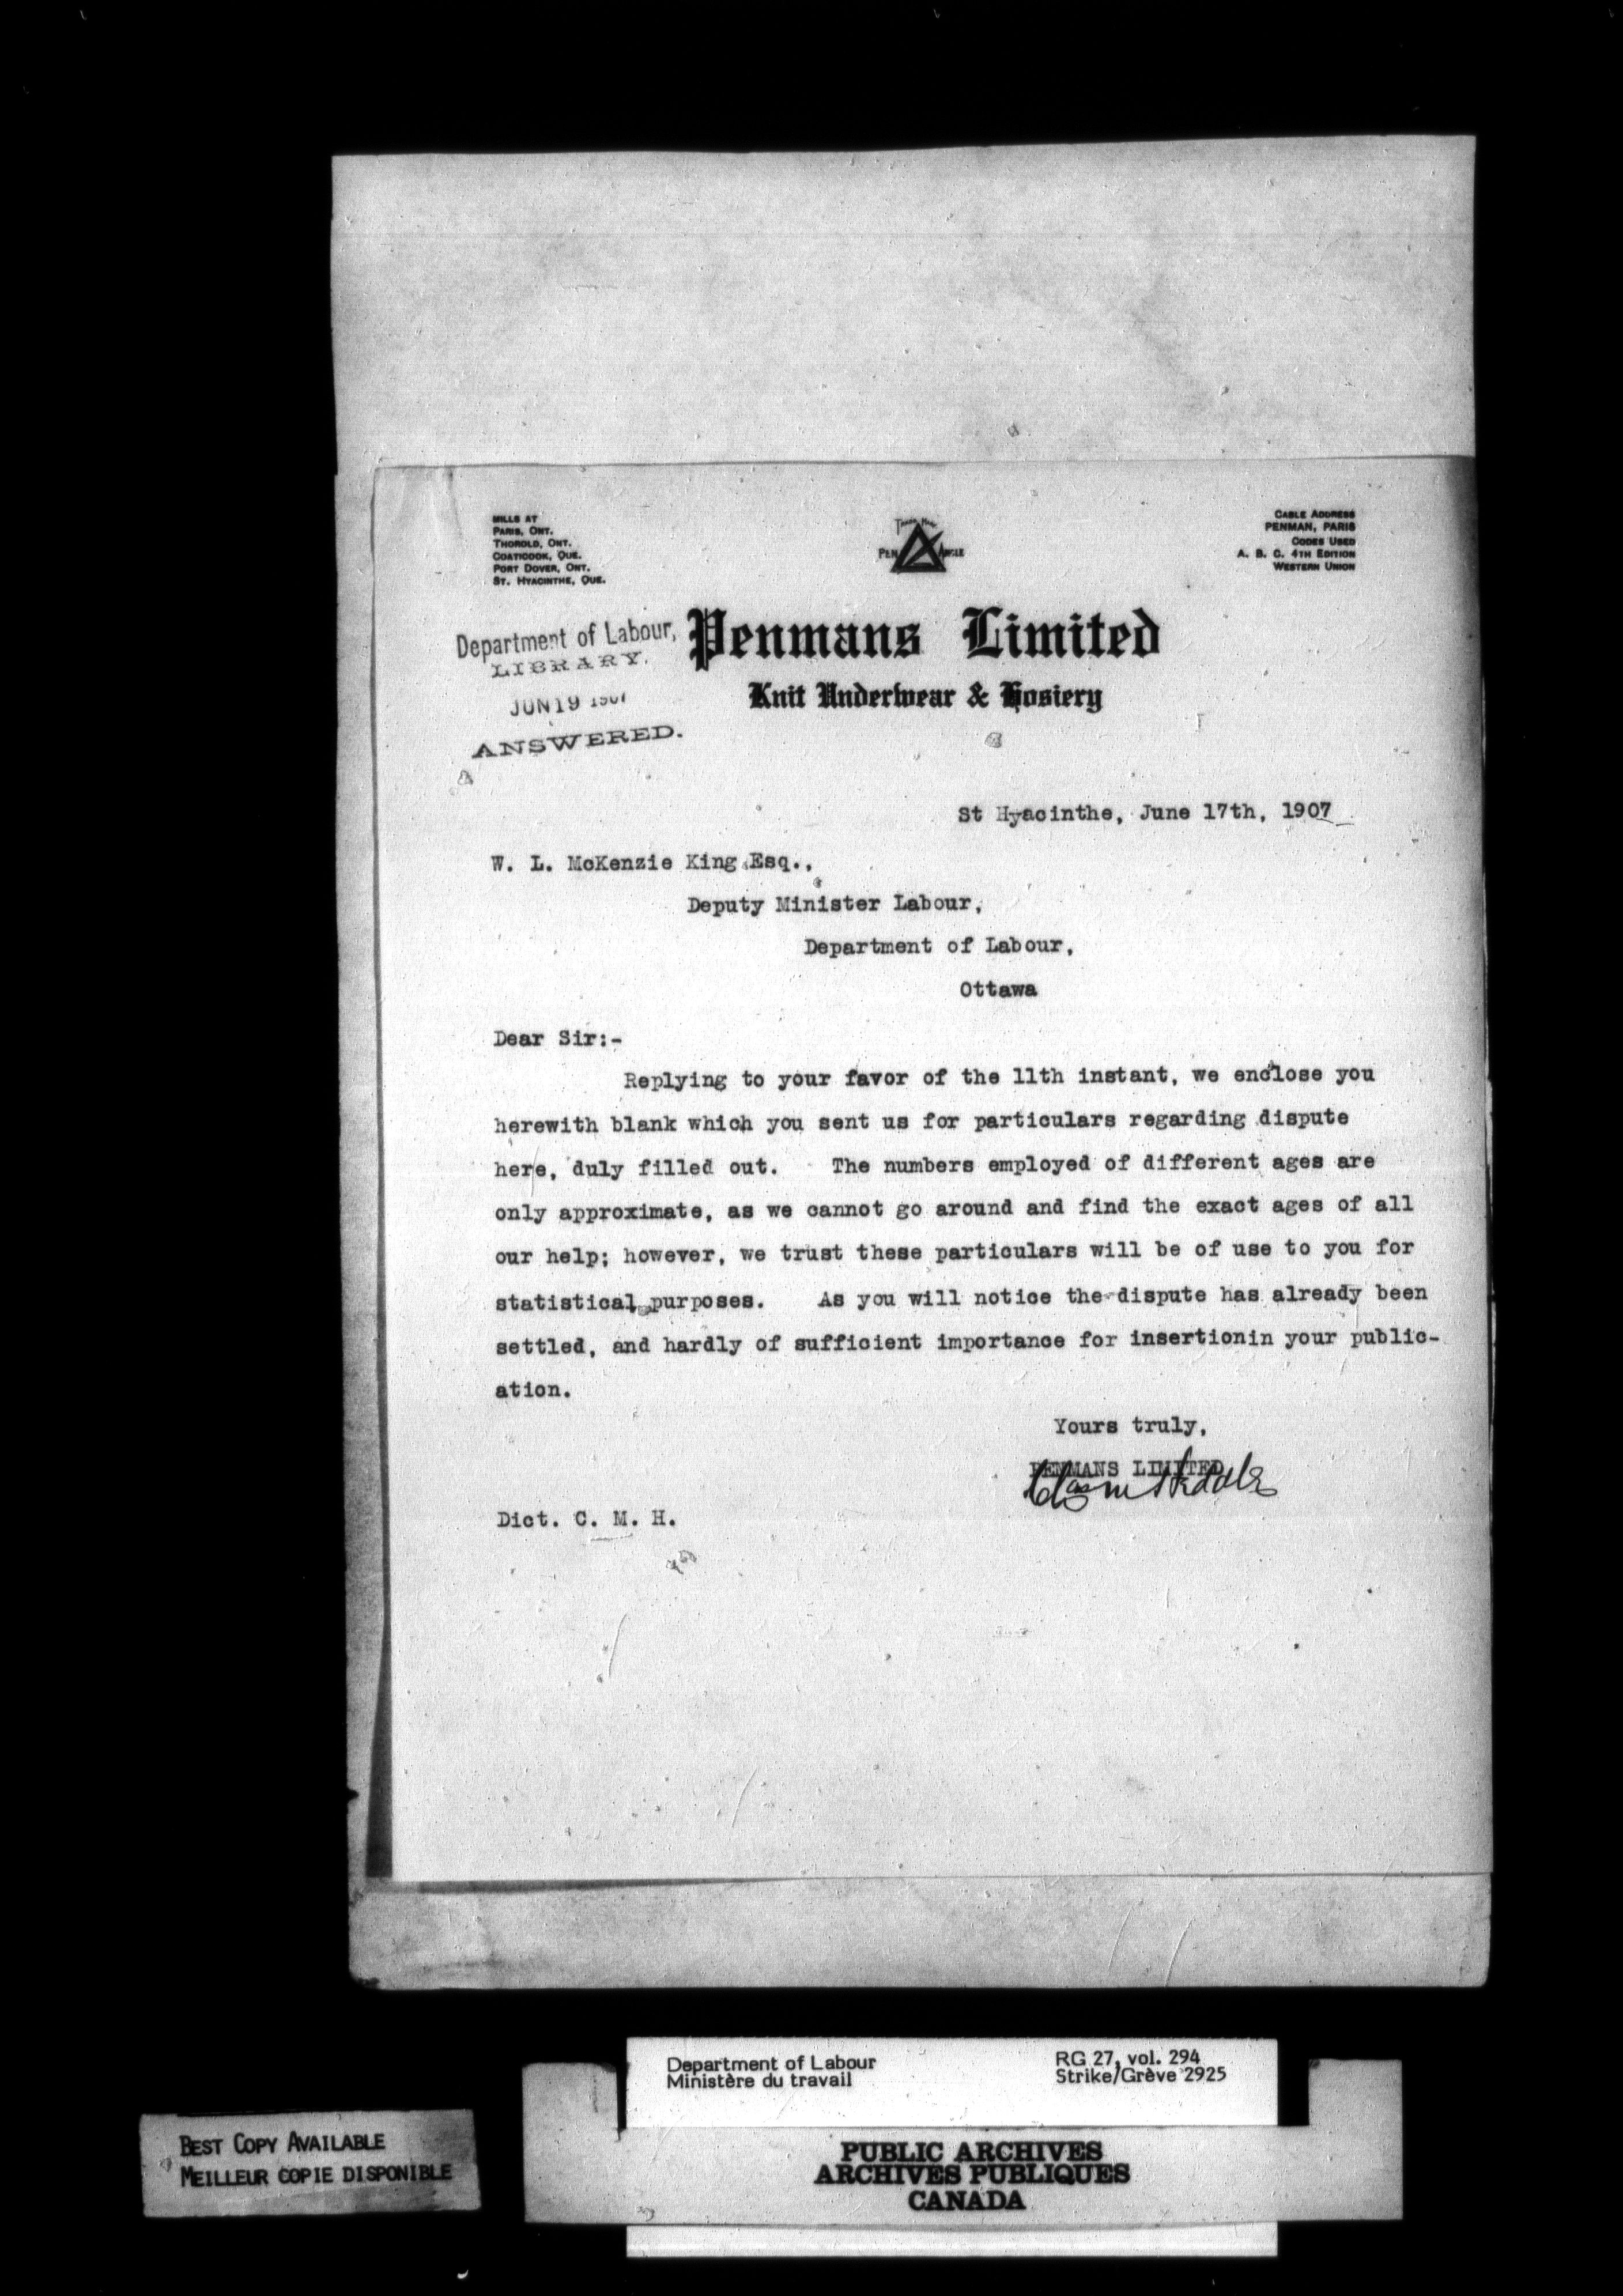 MILLS AT
PARIS, ONT.
THOROLD, ONT.
COATICOOK, QUE.
PORT DOVER, ONT.
ST. HYACINTHE, QUE.
TRADE MARK
PEN ANGLE
CABLE ADDRESS
PENMAN, PARIS
CODES USED
A. B. C. 4TH EDITION
WESTERN UNION
Penmans Limited
Knit Underwear & Hosiery
Department of Labour,
LIBRARY.
JUN 19 1907
ANSWERED.
St Hyacinthe, June 17th, 1907
W. L. McKenzie King Esq.,
Deputy Minister Labour,
Department of Labour,
Ottawa
Dear Sir:-
Replying to your favor of the 11th instant, we enclose you
herewith blank which you sent us for particulars regarding dispute
here, duly filled out. The numbers employed of different ages are
only approximate, as we cannot go around and find the exact ages of all
our help; however, we trust these particulars will be of use to you for
statistical purposes. As you will notice the dispute has already been
settled, and hardly of sufficient importance for insertionin your public-
ation.
Yours truly,
PENMANS LIMITED
Dict. C. M. H.
Department of Labour
Ministère du travail
RG 27, vol. 294
Strike/Grève 2925
BEST COPY AVAILABLE
MEILLEUR COPIE DISPONIBLE
PUBLIC ARCHIVES
ARCHIVES PUBLIQUES
CANADA